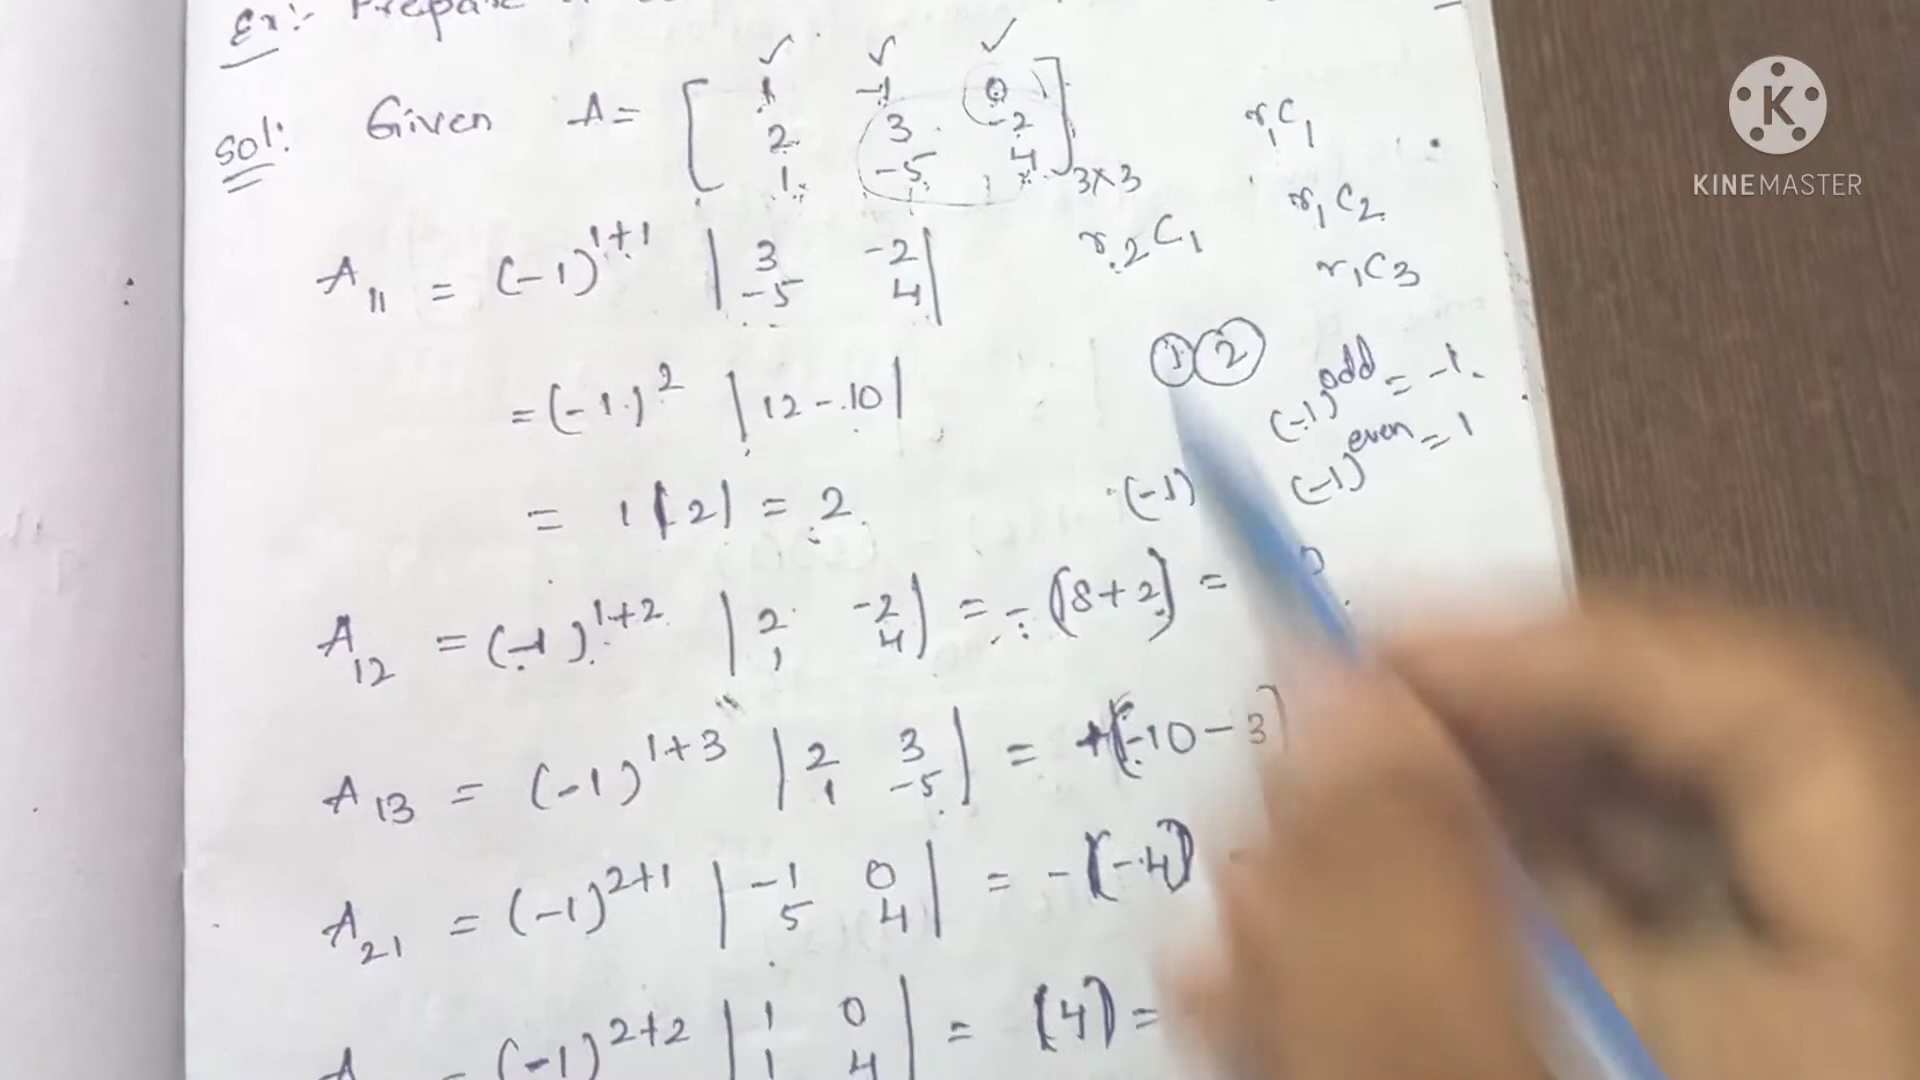 Ex:- Prepare
Sol: Given A = [ 1 -1 0
2 3 -2
1 -5 4 ] 3×3
r1C1
r1C2
r2C1
r1C3
A11 = (-1)^1+1 | 3 -2
-5 4 |
= (-1)^2 | 12 - 10 |
= 1 | 2 | = 2
1 2
(-1)^odd = -1
(-1)^even = 1
(-1)
A12 = (-1)^1+2 | 2 -2
1 4 | = -(8+2) =
A13 = (-1)^1+3 | 2 3
1 -5 | = +(-10-3)
A21 = (-1)^2+1 | -1 0
5 4 | = -(-4)
A = (-1)^2+2 | 1 0
1 4 | = (4) =
KINEMASTER